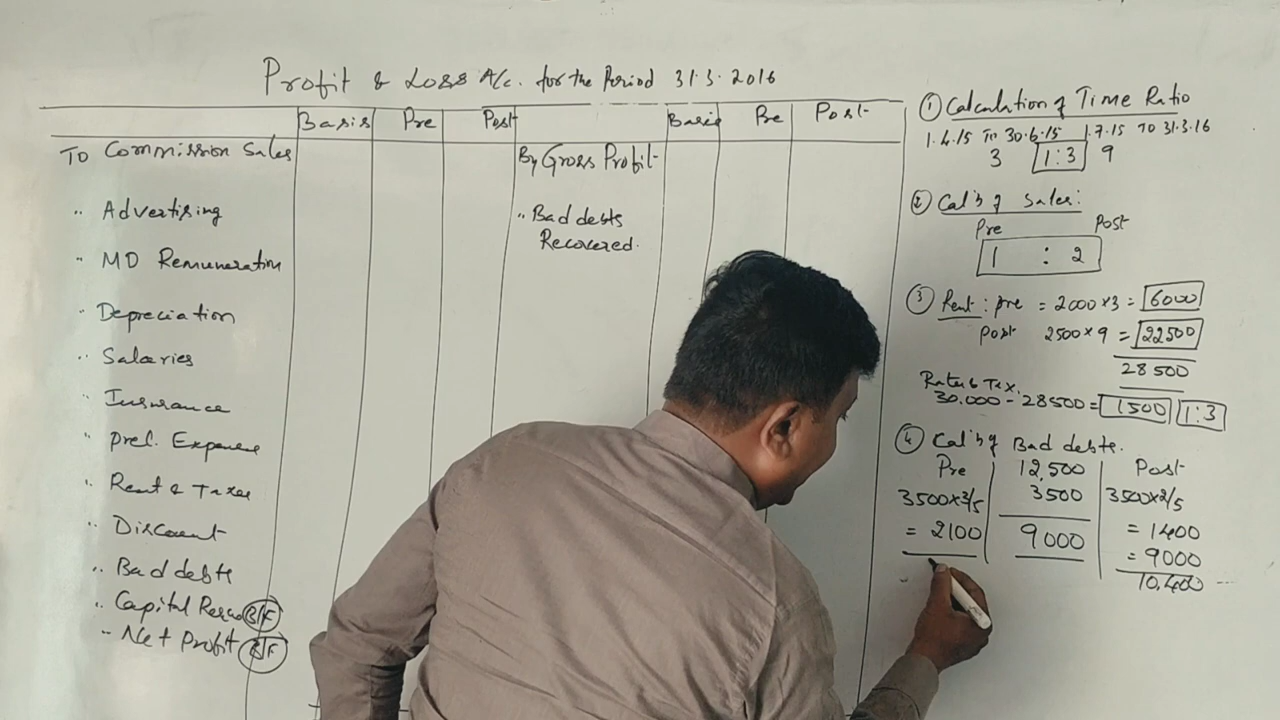 Profit & Loss A/c. for the Period 31.3.2016
Basis Pre Post Basis Pre Post
To Commission Sales
" Advertising
" MD Remuneration
" Depreciation
" Salaries
" Insurance
" Prel. Expense
" Rent & Taxes
" Discount
" Bad debts
" Capital B/F
" Net Profit B/F
By Gross Profit
" Bad debts
Recovered.
① Calculation of Time Ratio
1.4.15 To 30.6.15 1.7.15 TO 31.3.16
3 1:3 9
② Cal'n of Sales:
Pre Post
1 : 2
③ Rent: pre = 2000×3 = 6000
Post 2500×9 = 22500
28500
Rates & Tax.
30.000 - 28500 = 1500 1:3
④ Cal'n of Bad debts.
Pre 12,500 Post
3500×3/5 3500 3500×2/5
= 2100 9000 = 1400
= 9000
10,400